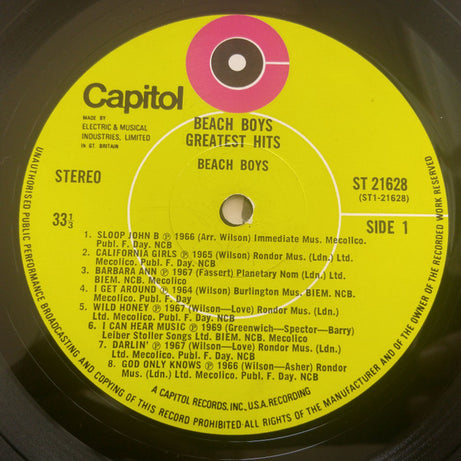 Capitol
MADE BY
ELECTRIC & MUSICAL
INDUSTRIES, LIMITED
IN GT. BRITAIN
BEACH BOYS
GREATEST HITS
BEACH BOYS
STEREO
ST 21628
(ST1-21628)
33⅓
SIDE 1
1. SLOOP JOHN B ℗ 1966 (Arr. Wilson) Immediate Mus. Mecolico.
Publ. F. Day. NCB
2. CALIFORNIA GIRLS ℗ 1965 (Wilson) Rondor Mus. (Ldn.)
Ltd. Mecolico. Publ. F. Day. NCB
3. BARBARA ANN ℗ 1967 (Fassert) Planetary Nom (Ldn.) Ltd.
BIEM. NCB. Mecolico
4. I GET AROUND ℗ 1964 (Wilson) Burlington Mus. BIEM. NCB.
Mecolico. Publ. F. Day
5. WILD HONEY ℗ 1967 (Wilson—Love) Rondor Mus. (Ldn.)
Ltd. Mecolico. Publ. F. Day. NCB
6. I CAN HEAR MUSIC ℗ 1969 (Greenwich—Spector—Barry)
Leiber Stoller Songs Ltd. BIEM. NCB. Mecolico
7. DARLIN' ℗ 1967 (Wilson—Love) Rondor Mus. (Ldn.)
Ltd. Mecolico. Publ. F. Day. NCB
8. GOD ONLY KNOWS ℗ 1966 (Wilson—Asher) Rondor
Mus. (Ldn.) Ltd. Mecolico. Publ. F. Day. NCB
A CAPITOL RECORDS, INC., U.S.A. RECORDING
UNAUTHORISED PUBLIC PERFORMANCE BROADCASTING AND COPYING OF THIS RECORD PROHIBITED ALL RIGHTS OF THE MANUFACTURER AND OF THE OWNER OF THE RECORDED WORK RESERVED